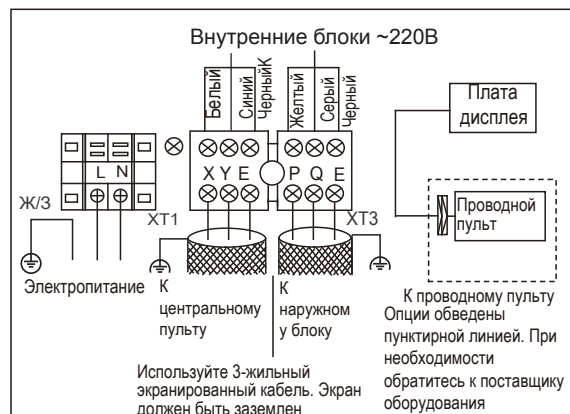 Внутренние блоки ~220В
Белый
Синий
ЧерныйК
Желтый
Серый
Черный
Плата
дисплея
L N
X Y E
P Q E
Ж/З
XT1
XT3
Проводной
пульт
Электропитание
К
центральному
пульту
К
наружном
у блоку
К проводному пульту
Опции обведены
пунктирной линией. При
необходимости
обратитесь к поставщику
оборудования
Используйте 3-жильный
экранированный кабель. Экран
должен быть заземлен